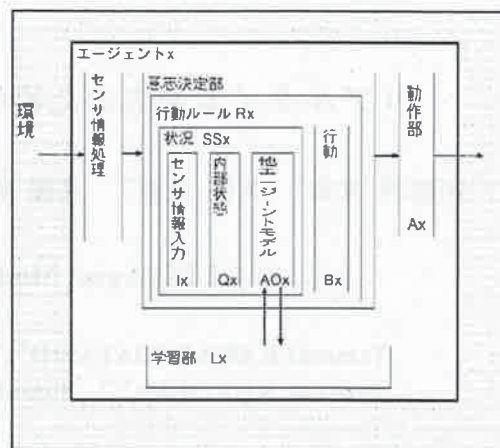 エージェントx
環境
センサ情報処理
意志決定部
行動ルール Rx
状況 SSx
センサ情報入力
Ix
内部状態
Qx
エージェントモデル
AOx
行動
Bx
動作部
Ax
学習部 Lx